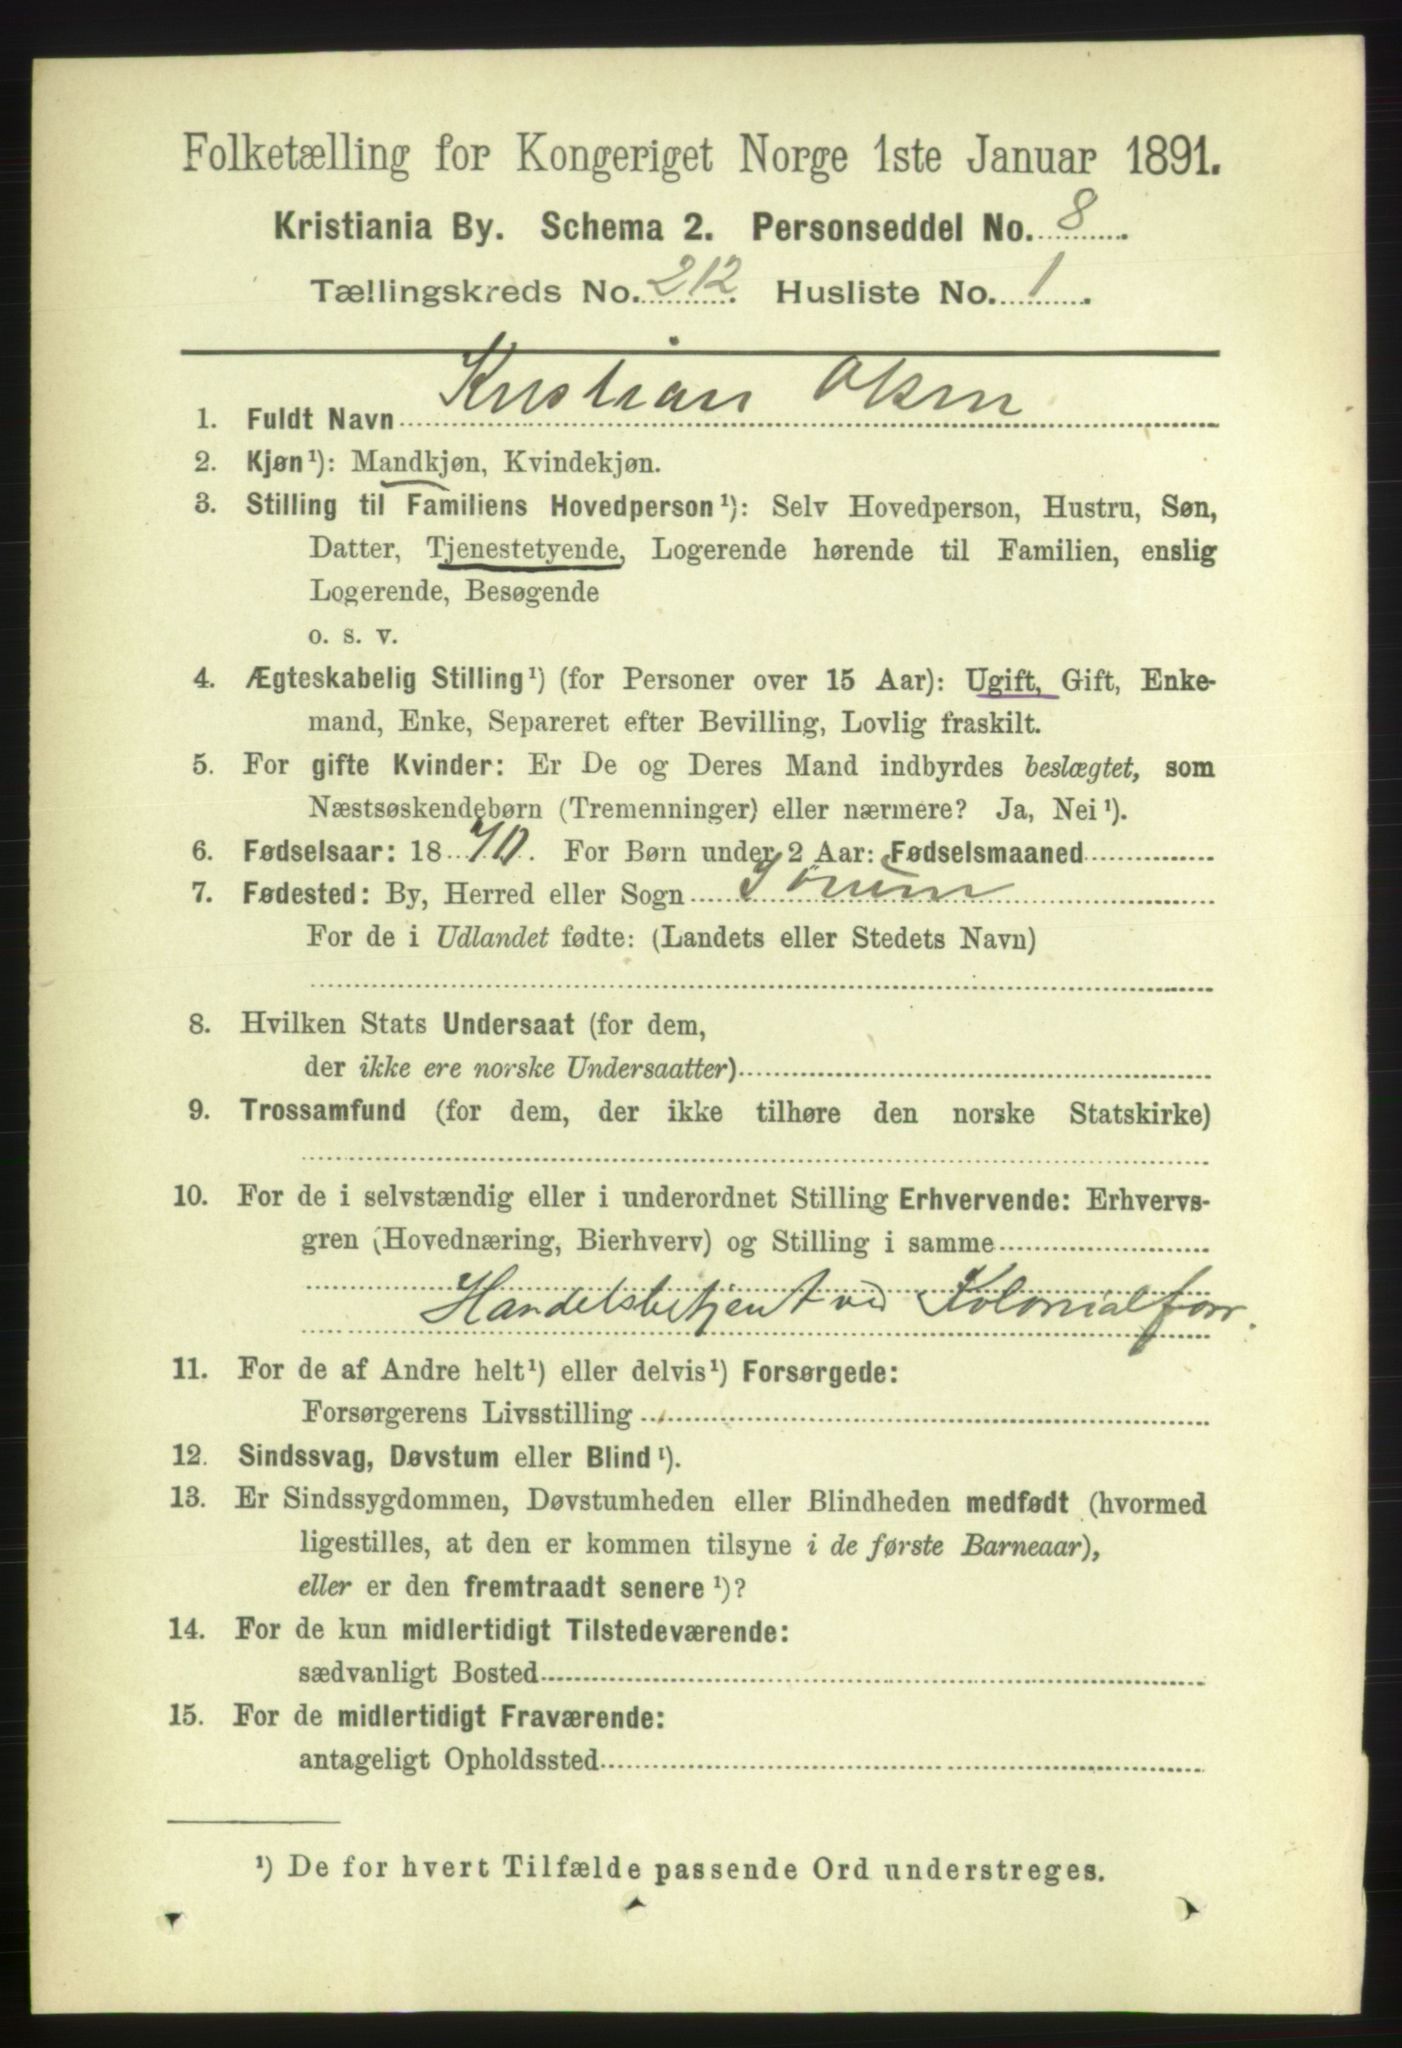 Folketælling for Kongeriget Norge 1ste Januar 1891.
Kristiania By. Schema 2. Personseddel No. 8
Tællingskreds No. 212. Husliste No. 1
1. Fuldt Navn Kristian Olsen
2. Kjøn¹): Mandkjøn, Kvindekjøn.
3. Stilling til Familiens Hovedperson¹): Selv Hovedperson, Hustru, Søn,
Datter, Tjenestetyende, Logerende hørende til Familien, enslig
Logerende, Besøgende
o. s. v.
4. Ægteskabelig Stilling¹) (for Personer over 15 Aar): Ugift, Gift, Enke-
mand, Enke, Separeret efter Bevilling, Lovlig fraskilt.
5. For gifte Kvinder: Er De og Deres Mand indbyrdes beslægtet, som
Næstsøskendebørn (Tremenninger) eller nærmere? Ja, Nei¹).
6. Fødselsaar: 1870. For Børn under 2 Aar: Fødselsmaaned
7. Fødested: By, Herred eller Sogn Sørum
For de i Udlandet fødte: (Landets eller Stedets Navn)
8. Hvilken Stats Undersaat (for dem,
der ikke ere norske Undersaatter)
9. Trossamfund (for dem, der ikke tilhøre den norske Statskirke)
10. For de i selvstændig eller i underordnet Stilling Erhvervende: Erhvervs-
gren (Hovednæring, Bierhverv) og Stilling i samme
Handelsbetjent ved Kolonialforr.
11. For de af Andre helt¹) eller delvis¹) Forsørgede:
Forsørgerens Livsstilling
12. Sindssvag, Døvstum eller Blind¹).
13. Er Sindssygdommen, Døvstumheden eller Blindheden medfødt (hvormed
ligestilles, at den er kommen tilsyne i de første Barneaar),
eller er den fremtraadt senere¹)?
14. For de kun midlertidigt Tilstedeværende:
sædvanligt Bosted
15. For de midlertidigt Fraværende:
antageligt Opholdssted
¹) De for hvert Tilfælde passende Ord understreges.